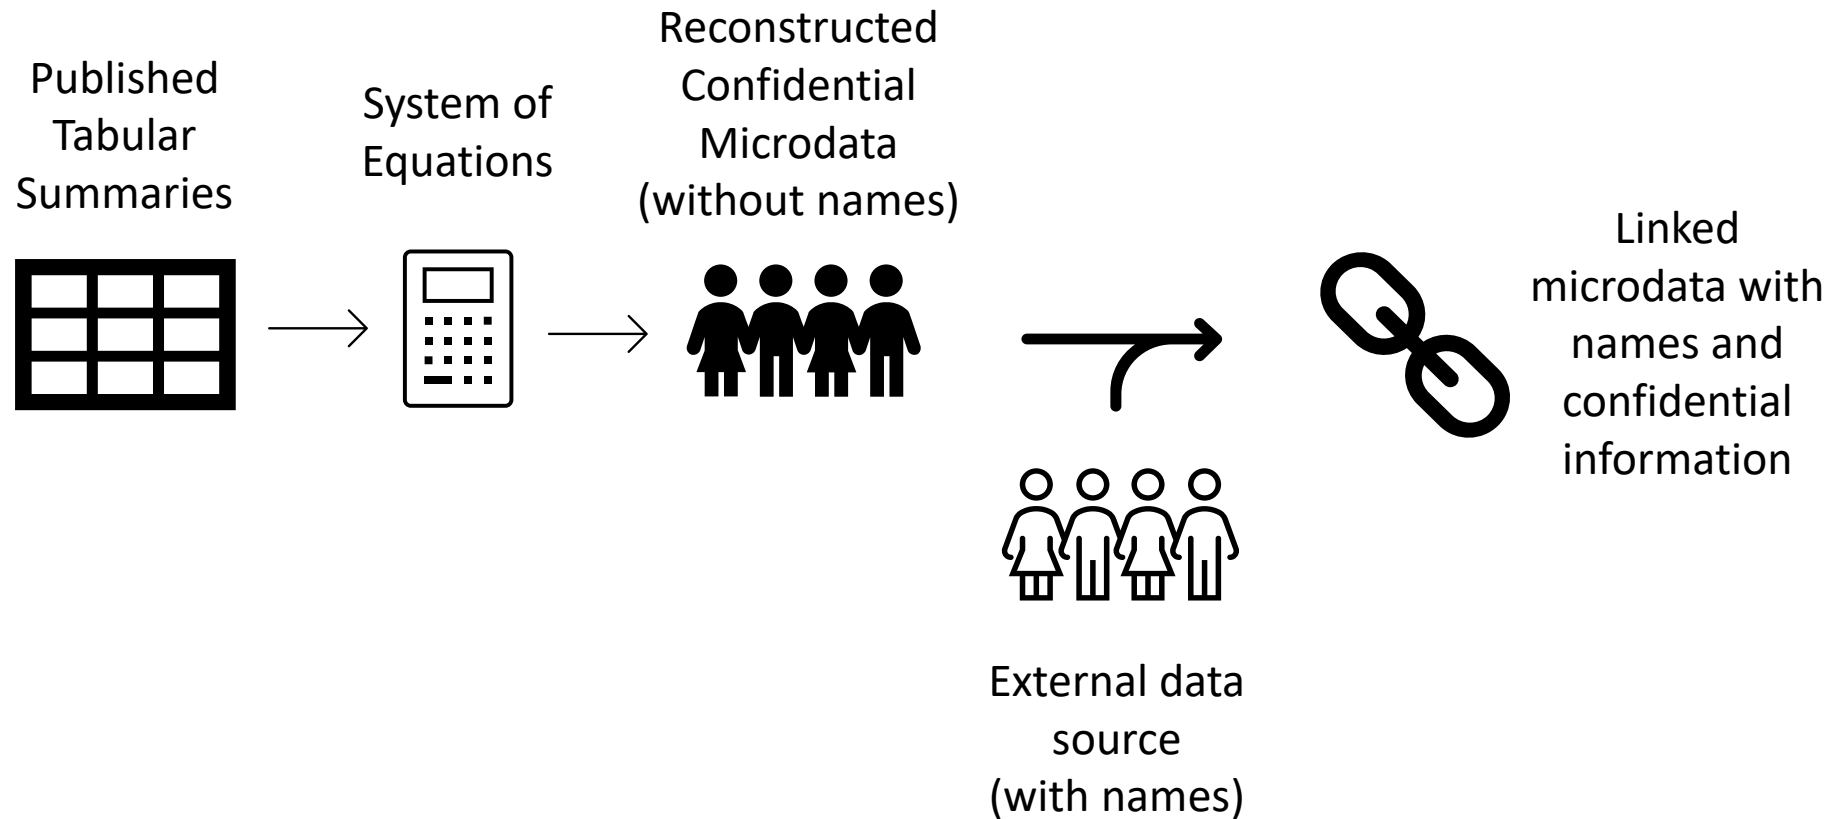 Published
Tabular
Summaries
System of
Equations
Reconstructed
Confidential
Microdata
(without names)
Linked
microdata with
names and
confidential
information
External data
source
(with names)